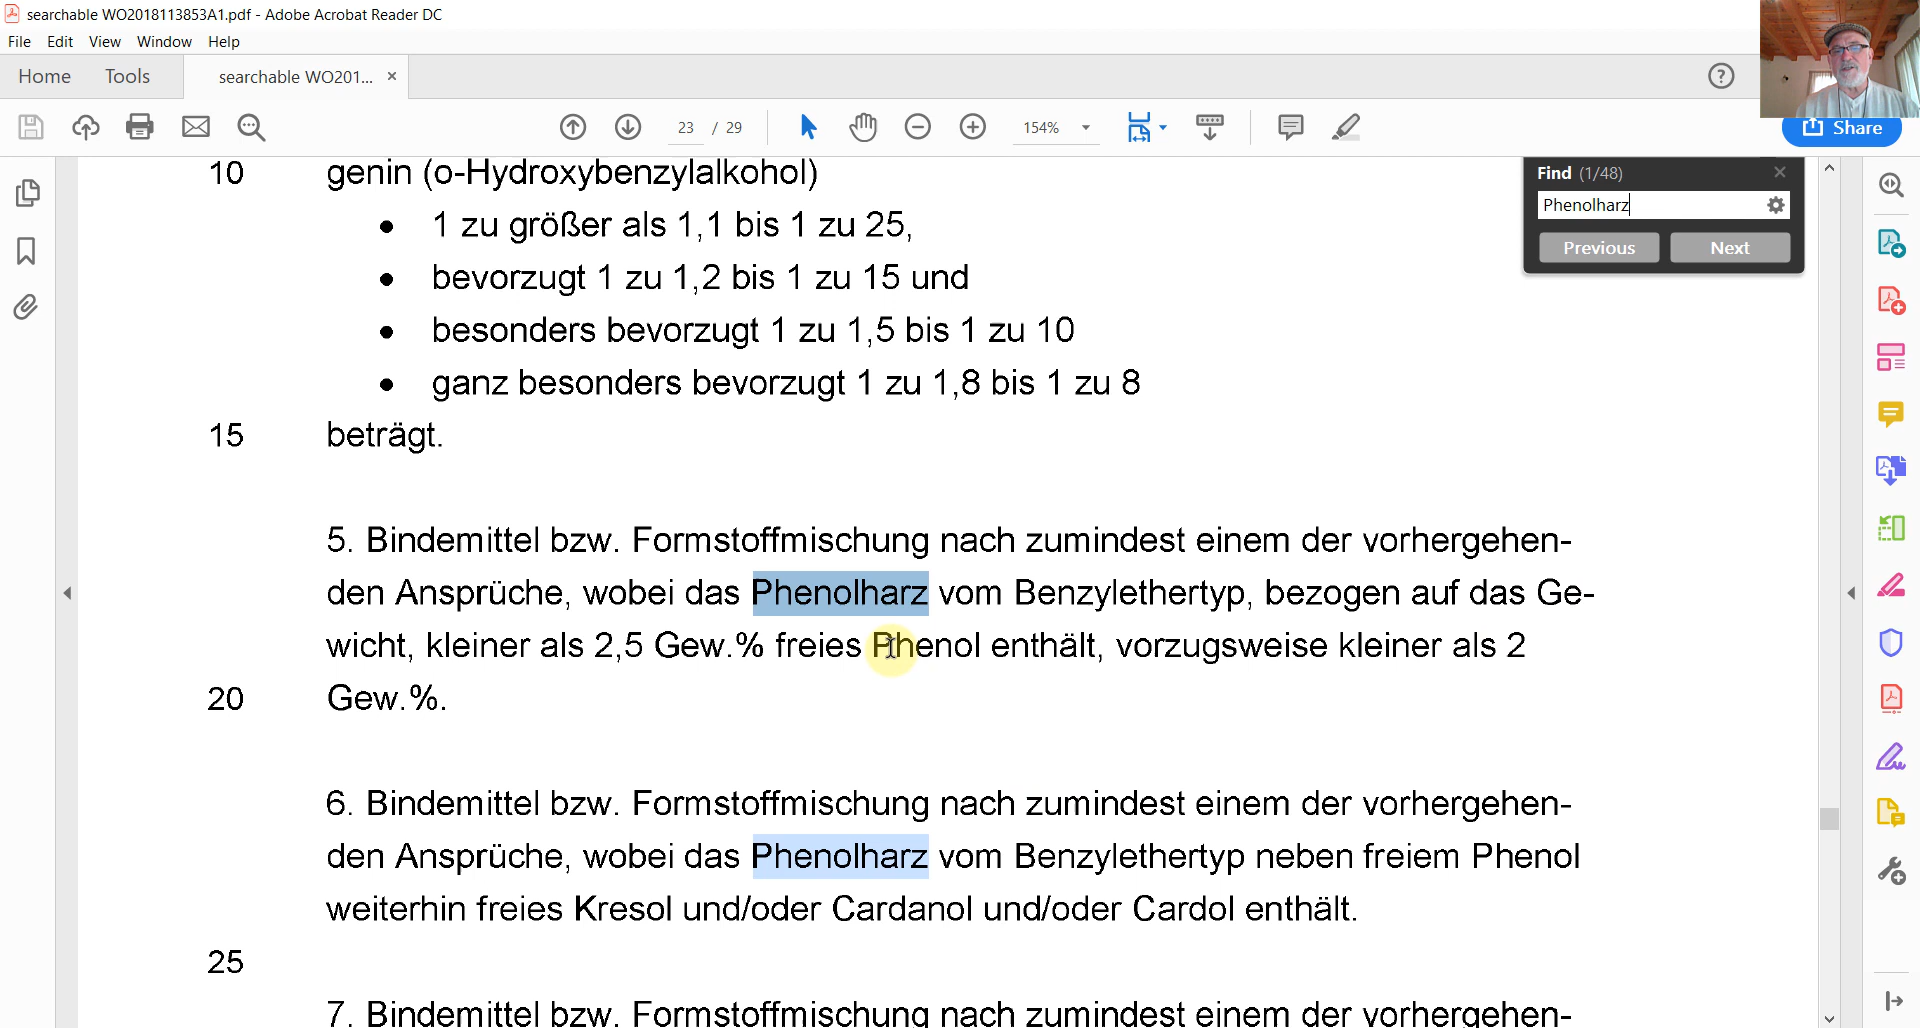 searchable WO2018113853A1.pdf - Adobe Acrobat Reader DC
File Edit View Window Help
Home Tools searchable WO201... ×
23 / 29 154% Share
Find (1/48)
Phenolharz
Previous Next
10 genin (o-Hydroxybenzylalkohol)
• 1 zu größer als 1,1 bis 1 zu 25,
• bevorzugt 1 zu 1,2 bis 1 zu 15 und
• besonders bevorzugt 1 zu 1,5 bis 1 zu 10
• ganz besonders bevorzugt 1 zu 1,8 bis 1 zu 8
15 beträgt.
5. Bindemittel bzw. Formstoffmischung nach zumindest einem der vorhergehen-
den Ansprüche, wobei das Phenolharz vom Benzylethertyp, bezogen auf das Ge-
wicht, kleiner als 2,5 Gew.% freies Phenol enthält, vorzugsweise kleiner als 2
20 Gew.%.
6. Bindemittel bzw. Formstoffmischung nach zumindest einem der vorhergehen-
den Ansprüche, wobei das Phenolharz vom Benzylethertyp neben freiem Phenol
weiterhin freies Kresol und/oder Cardanol und/oder Cardol enthält.
25
7. Bindemittel bzw. Formstoffmischung nach zumindest einem der vorhergehen-